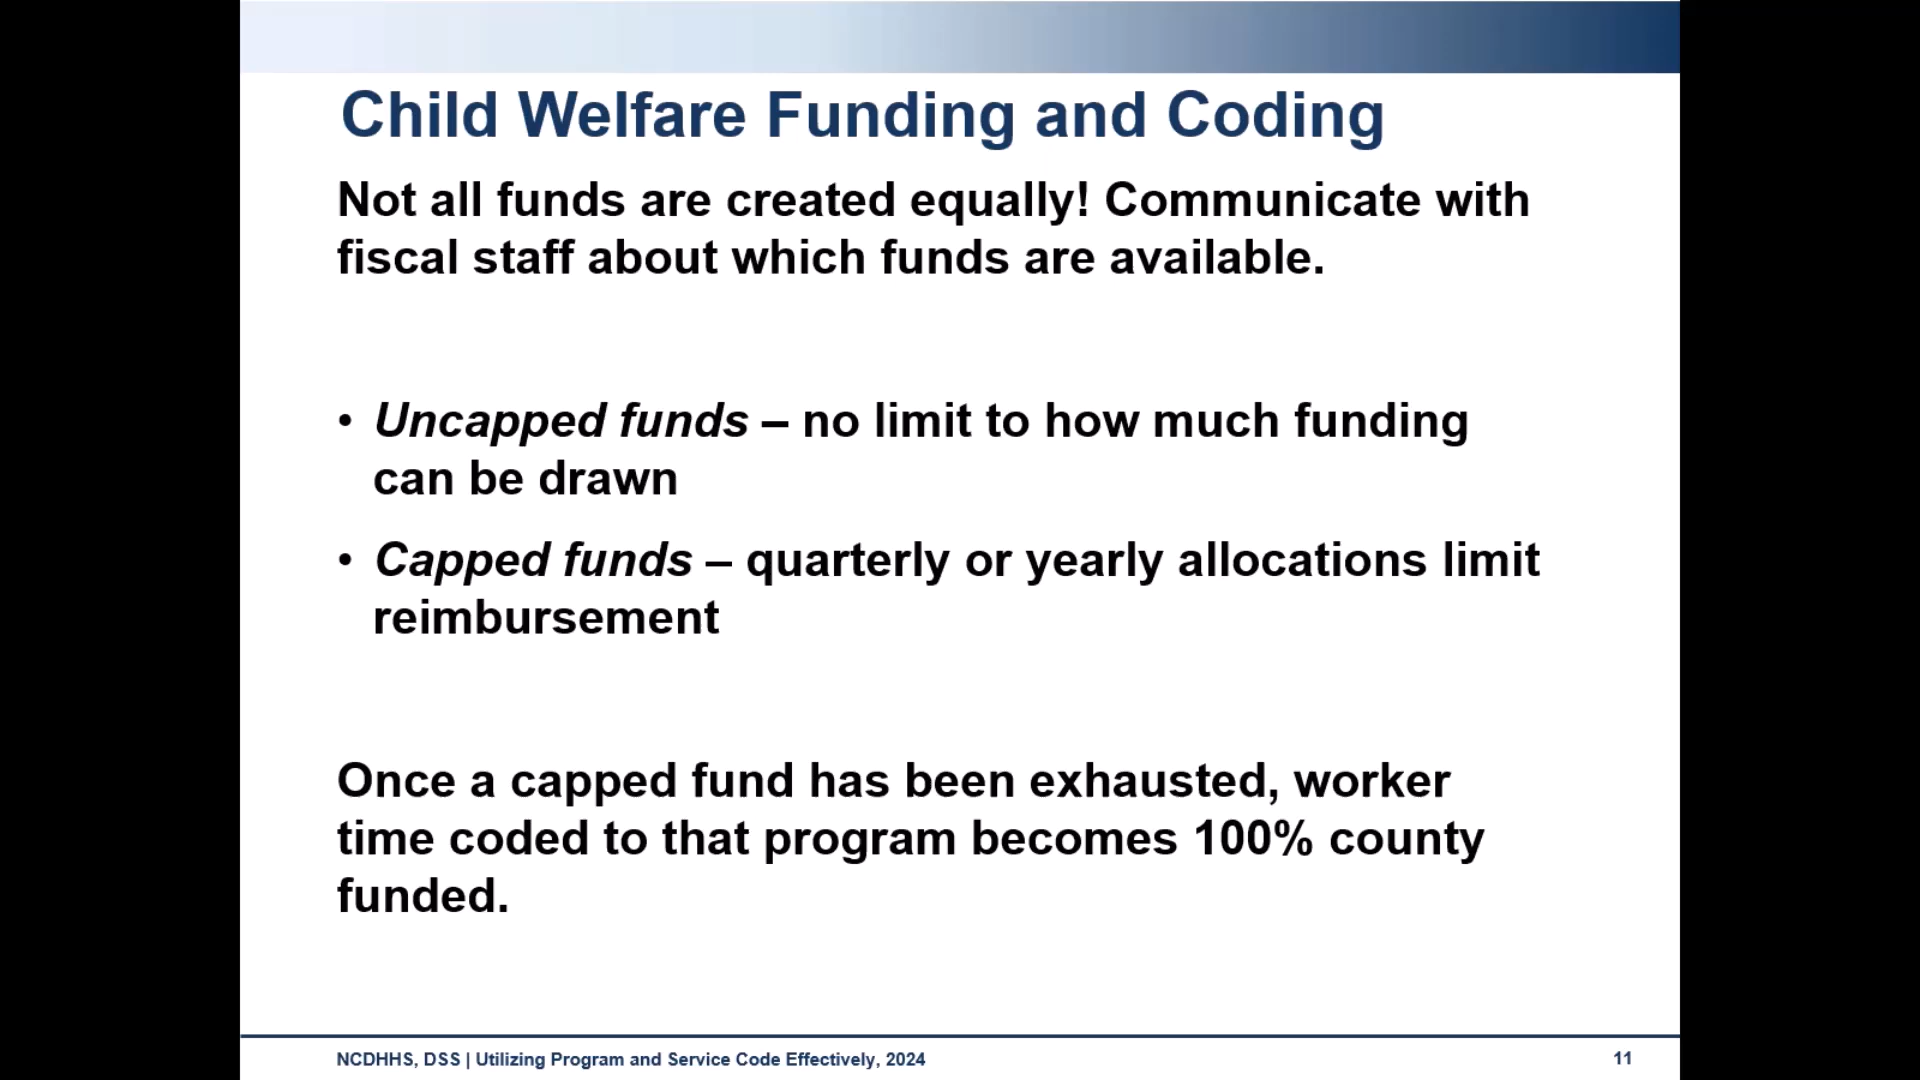 Child Welfare Funding and Coding
Not all funds are created equally! Communicate with
fiscal staff about which funds are available.
• Uncapped funds – no limit to how much funding
can be drawn
• Capped funds – quarterly or yearly allocations limit
reimbursement
Once a capped fund has been exhausted, worker
time coded to that program becomes 100% county
funded.
NCDHHS, DSS | Utilizing Program and Service Code Effectively, 2024
11